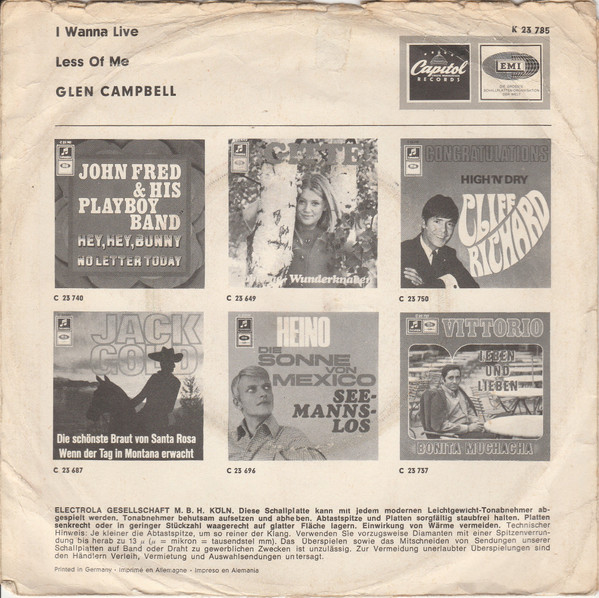 I Wanna Live
K 23 785
Less Of Me
GLEN CAMPBELL
Capitol
RECORDS
EMI
JOHN FRED
& HIS
PLAYBOY
BAND
HEY, HEY, BUNNY
NO LETTER TODAY
C 23 740
GITTE
Wunderknaben
C 23 649
CONGRATULATIONS
HIGH 'N' DRY
CLIFF
RICHARD
C 23 750
JACK
GOLD
Die schönste Braut von Santa Rosa
Wenn der Tag in Montana erwacht
C 23 687
HEINO
DIE
SONNE
VON
MEXICO
SEE-
MANNS-
LOS
C 23 696
VITTORIO
LEBEN
UND
LIEBEN
BONITA MUCHACHA
C 23 737
ELECTROLA GESELLSCHAFT M. B. H. KÖLN. Diese Schallplatte kann mit jedem modernen Leichtgewicht-Tonabnehmer ab-
gespielt werden. Tonabnehmer behutsam aufsetzen und abheben. Abtastspitze und Platten sorgfältig staubfrei halten. Platten
senkrecht oder in geringer Stückzahl waagerecht auf glatter Fläche lagern. Einwirkung von Wärme vermeiden. Technischer
Hinweis: Je kleiner die Abtastspitze, um so reiner der Klang. Verwenden Sie vorzugsweise Diamanten mit einer Spitzenverrun-
dung bis herab zu 13 µ (µ = mikron = tausendstel mm). Das Überspielen sowie das Mitschneiden von Sendungen unserer
Schallplatten auf Band oder Draht zu gewerblichen Zwecken ist unzulässig. Zur Vermeidung unerlaubter Überspielungen sind
den Händlern Verleih, Vermietung und Auswahlsendungen untersagt.
Printed in Germany - Imprimé en Allemagne - Impreso en Alemania